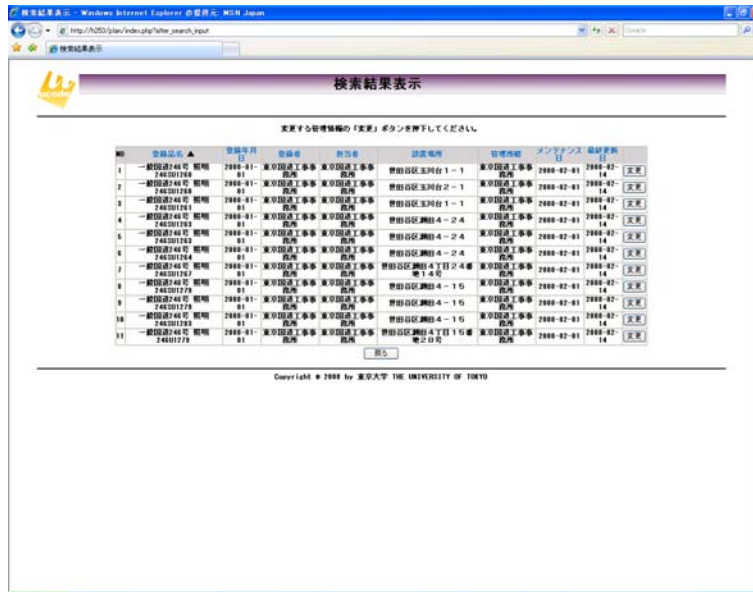 検索結果表示 - Windows Internet Explorer の提供元: MSN Japan
http://h253/plan/index.php?alter_search_input
Google
検索結果表示
ucode
検索結果表示
変更する管理情報の「変更」ボタンを押下してください。
NO 登録品名 ▲ 登録年月日 登録者 担当者 設置場所 管理所轄 メンテナンス日 最終更新日
1 一般国道246号 照明 2008-01-01 東京国道工事事務所 東京国道工事事務所 世田谷区玉川台1-1 東京国道工事事務所 2008-02-01 2008-02-14 変更
2 一般国道246号 照明 2008-01-01 東京国道工事事務所 東京国道工事事務所 世田谷区玉川台2-1 東京国道工事事務所 2008-02-01 2008-02-14 変更
3 一般国道246号 照明 2008-01-01 東京国道工事事務所 東京国道工事事務所 世田谷区玉川台1-1 東京国道工事事務所 2008-02-01 2008-02-14 変更
4 一般国道246号 照明 2008-01-01 東京国道工事事務所 東京国道工事事務所 世田谷区瀬田4-24 東京国道工事事務所 2008-02-01 2008-02-14 変更
5 一般国道246号 照明 2008-01-01 東京国道工事事務所 東京国道工事事務所 世田谷区瀬田4-24 東京国道工事事務所 2008-02-01 2008-02-14 変更
6 一般国道246号 照明 2008-01-01 東京国道工事事務所 東京国道工事事務所 世田谷区瀬田4-24 東京国道工事事務所 2008-02-01 2008-02-14 変更
7 一般国道246号 照明 2008-01-01 東京国道工事事務所 東京国道工事事務所 世田谷区瀬田4丁目24番地14号 東京国道工事事務所 2008-02-01 2008-02-14 変更
8 一般国道246号 照明 2008-01-01 東京国道工事事務所 東京国道工事事務所 世田谷区瀬田4-15 東京国道工事事務所 2008-02-01 2008-02-14 変更
9 一般国道246号 照明 2008-01-01 東京国道工事事務所 東京国道工事事務所 世田谷区瀬田4-15 東京国道工事事務所 2008-02-01 2008-02-14 変更
10 一般国道246号 照明 2008-01-01 東京国道工事事務所 東京国道工事事務所 世田谷区瀬田4-15 東京国道工事事務所 2008-02-01 2008-02-14 変更
11 一般国道246号 照明 2008-01-01 東京国道工事事務所 東京国道工事事務所 世田谷区瀬田4丁目15番地28号 東京国道工事事務所 2008-02-01 2008-02-14 変更
戻る
Copyright © 2008 by 東京大学 THE UNIVERSITY OF TOKYO